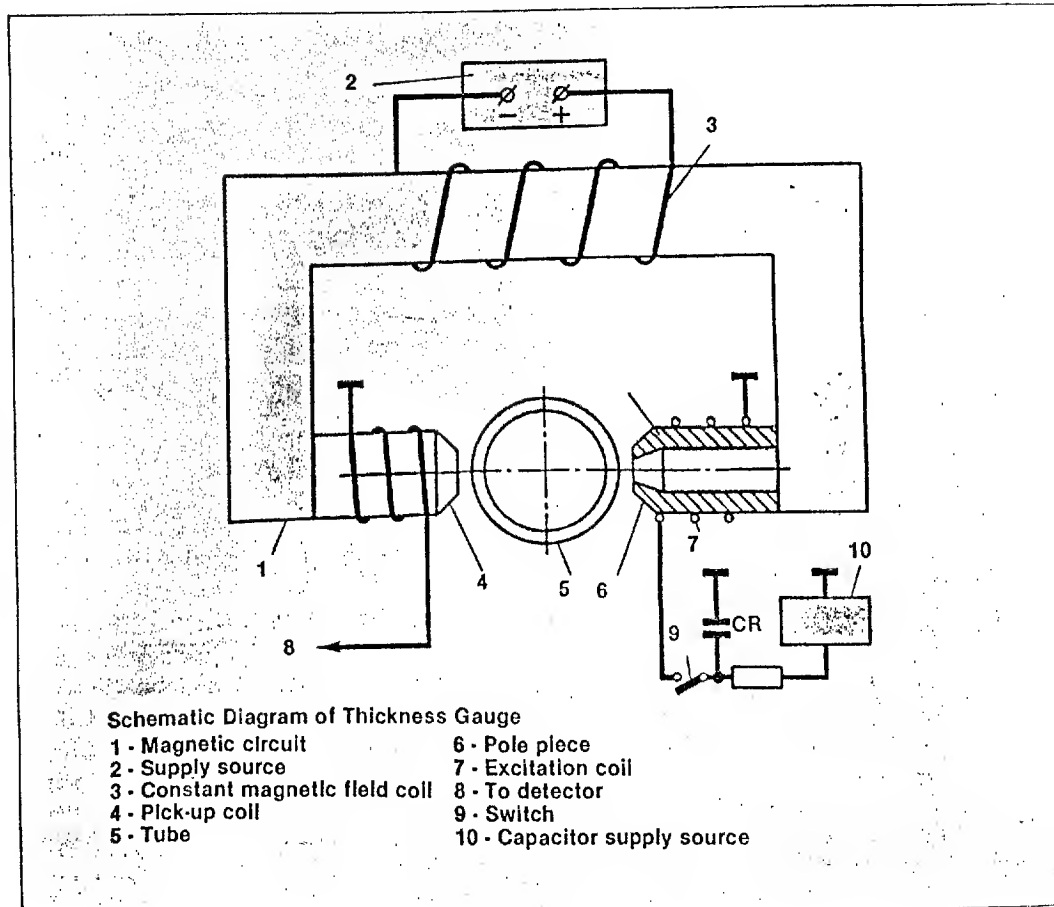 2
− +
3
1
4
5
6
7
10
8
9
CR
Schematic Diagram of Thickness Gauge
1 - Magnetic circuit
2 - Supply source
3 - Constant magnetic field coil
4 - Pick-up coil
5 - Tube
6 - Pole piece
7 - Excitation coil
8 - To detector
9 - Switch
10 - Capacitor supply source